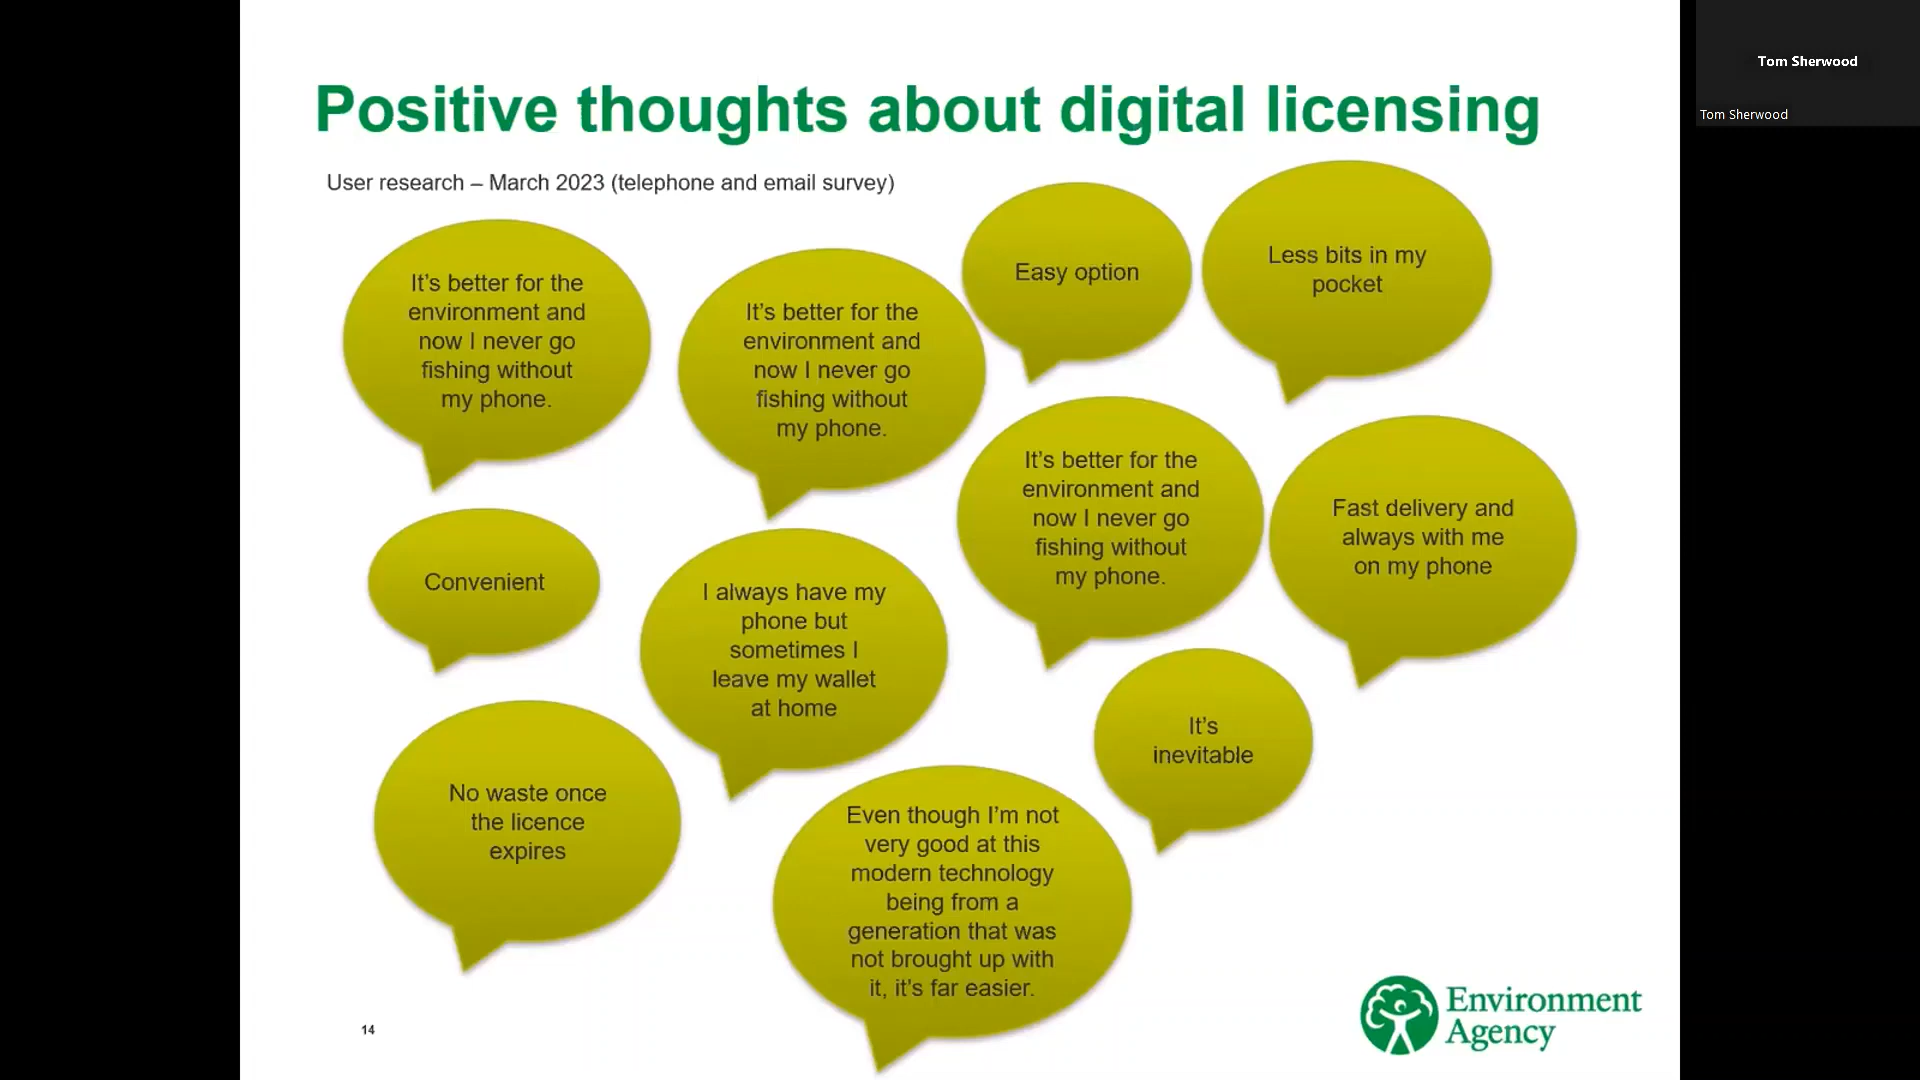 Positive thoughts about digital licensing
User research – March 2023 (telephone and email survey)
It’s better for the
environment and
now I never go
fishing without
my phone.
It’s better for the
environment and
now I never go
fishing without
my phone.
Easy option
Less bits in my
pocket
Convenient
I always have my
phone but
sometimes I
leave my wallet
at home
It’s better for the
environment and
now I never go
fishing without
my phone.
Fast delivery and
always with me
on my phone
No waste once
the licence
expires
Even though I’m not
very good at this
modern technology
being from a
generation that was
not brought up with
it, it’s far easier.
It’s
inevitable
14
Environment
Agency
Tom Sherwood
Tom Sherwood